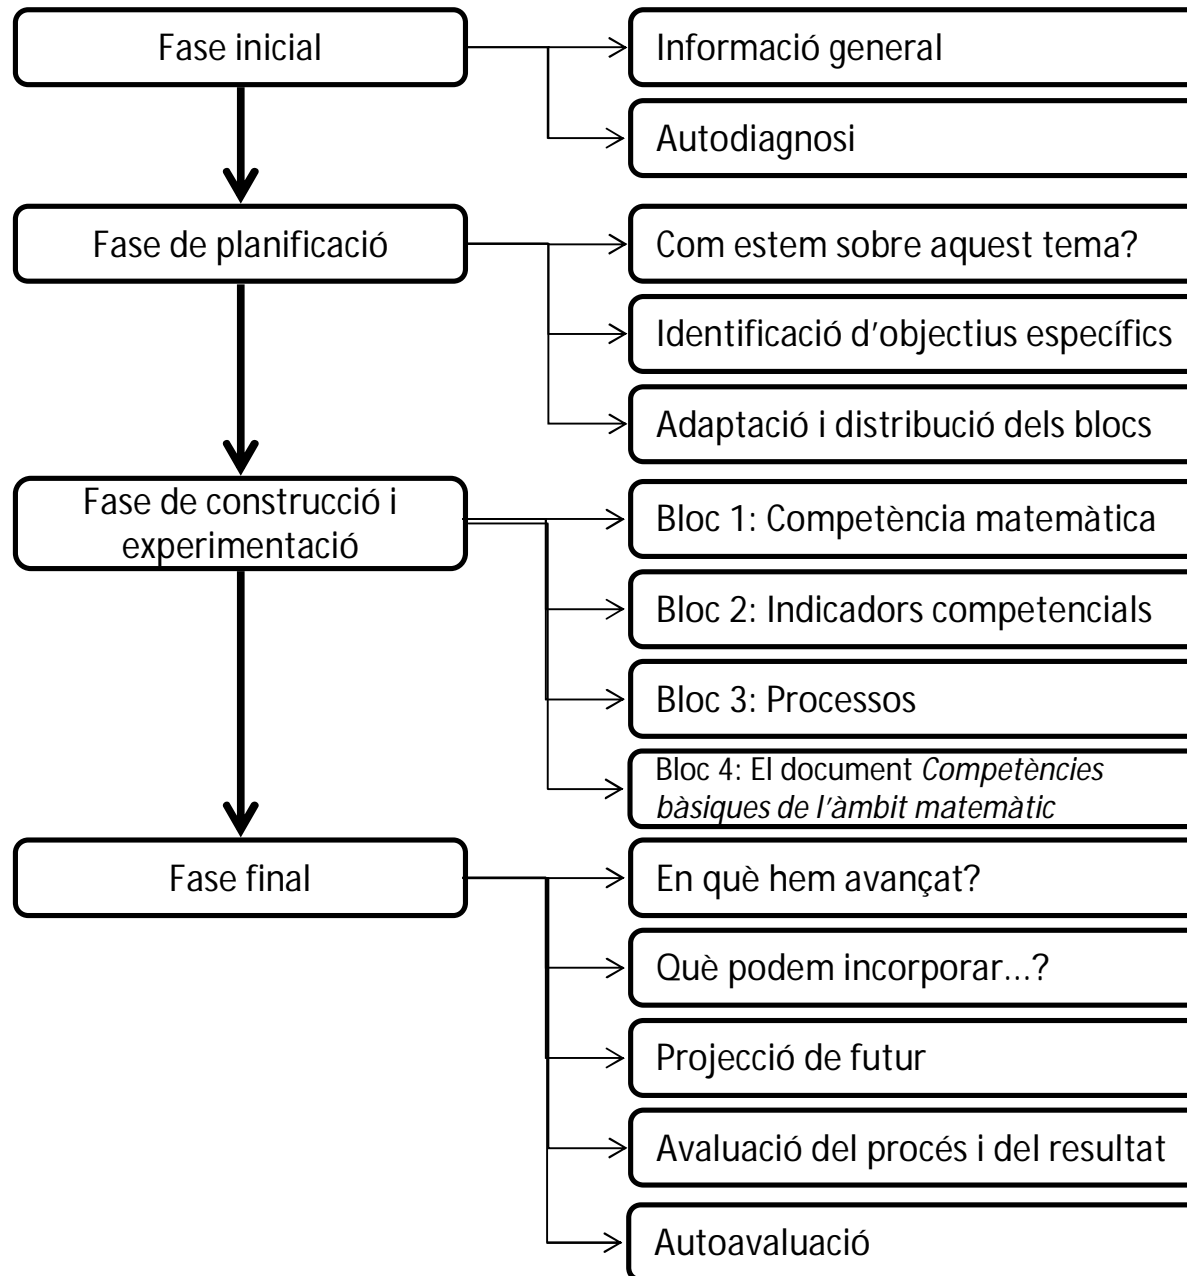 Fase inicial
Informació general
Autodiagnosi
Fase de planificació
Com estem sobre aquest tema?
Identificació d’objectius específics
Adaptació i distribució dels blocs
Fase de construcció i
experimentació
Bloc 1: Competència matemàtica
Bloc 2: Indicadors competencials
Bloc 3: Processos
Bloc 4: El document Competències
bàsiques de l’àmbit matemàtic
Fase final
En què hem avançat?
Què podem incorporar...?
Projecció de futur
Avaluació del procés i del resultat
Autoavaluació